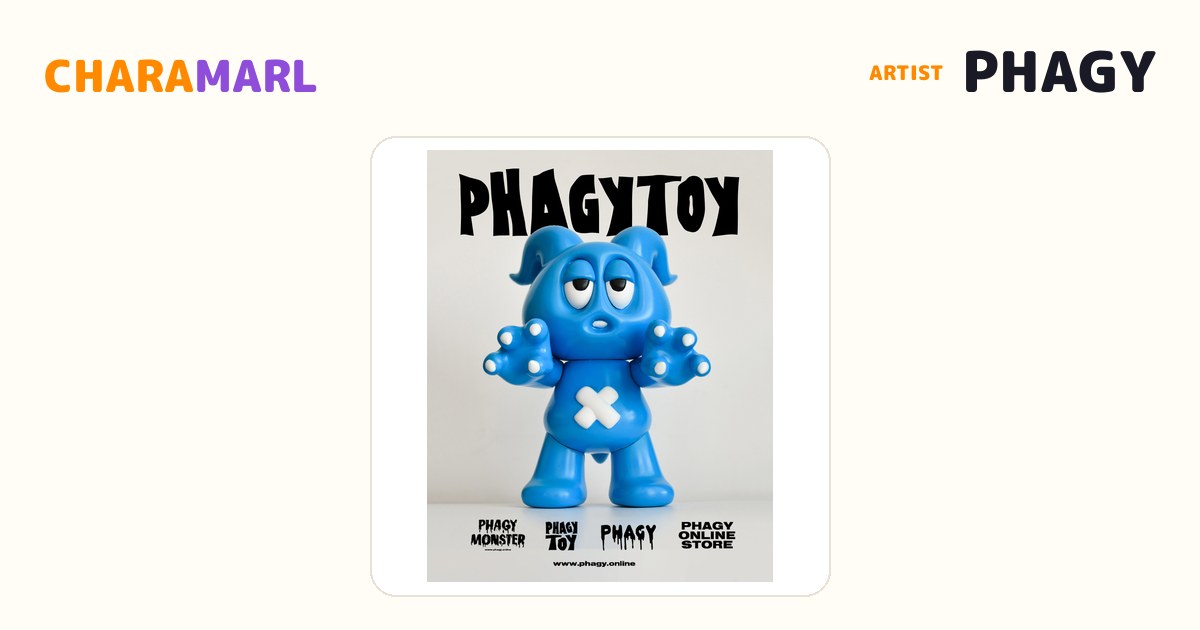 CHARAMARL
ARTIST PHAGY
PHAGYTOY
PHAGY
MONSTER
PHAGY
TOY
PHAGY
PHAGY
ONLINE
STORE
www.phagy.online